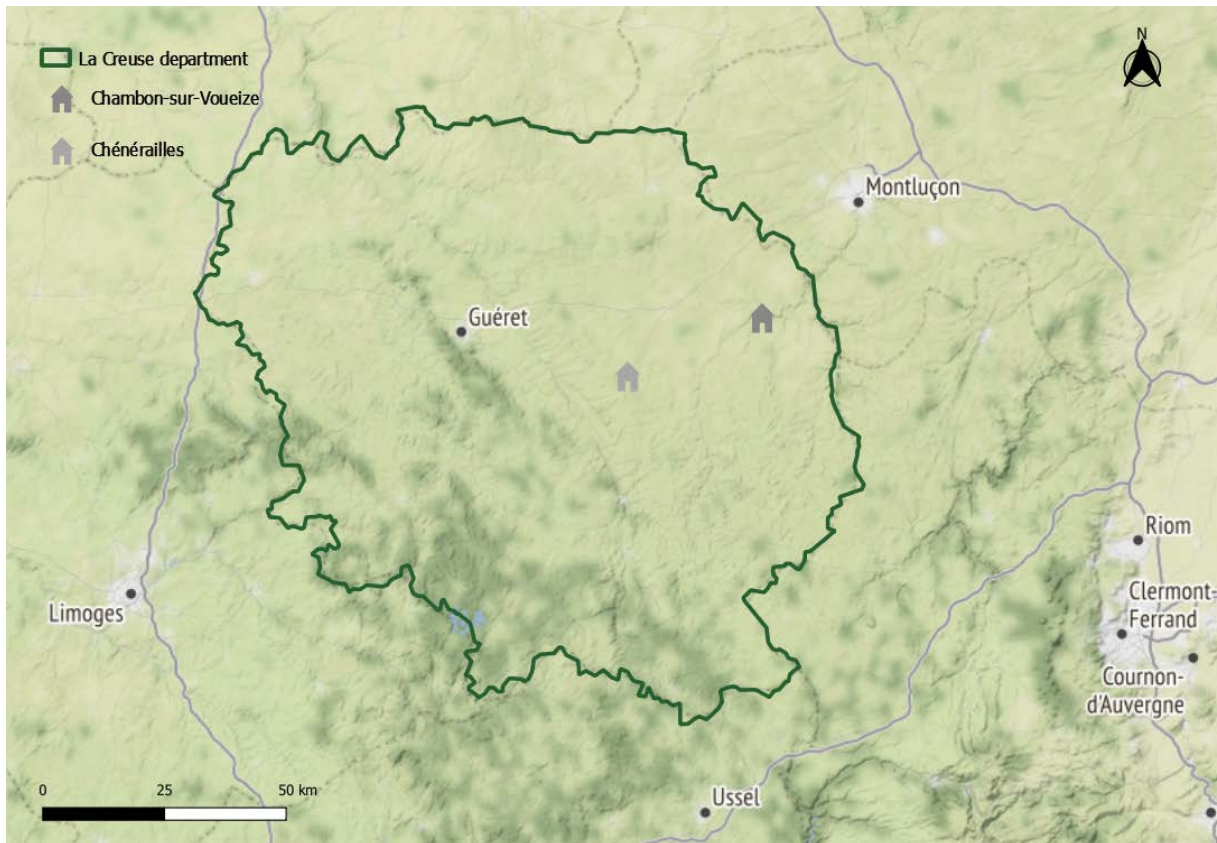 La Creuse department
Chambon-sur-Voueize
Chénérailles
N
Montluçon
Guéret
Riom
Limoges
Clermont-
Ferrand
Cournon-
d'Auvergne
Ussel
0 25 50 km